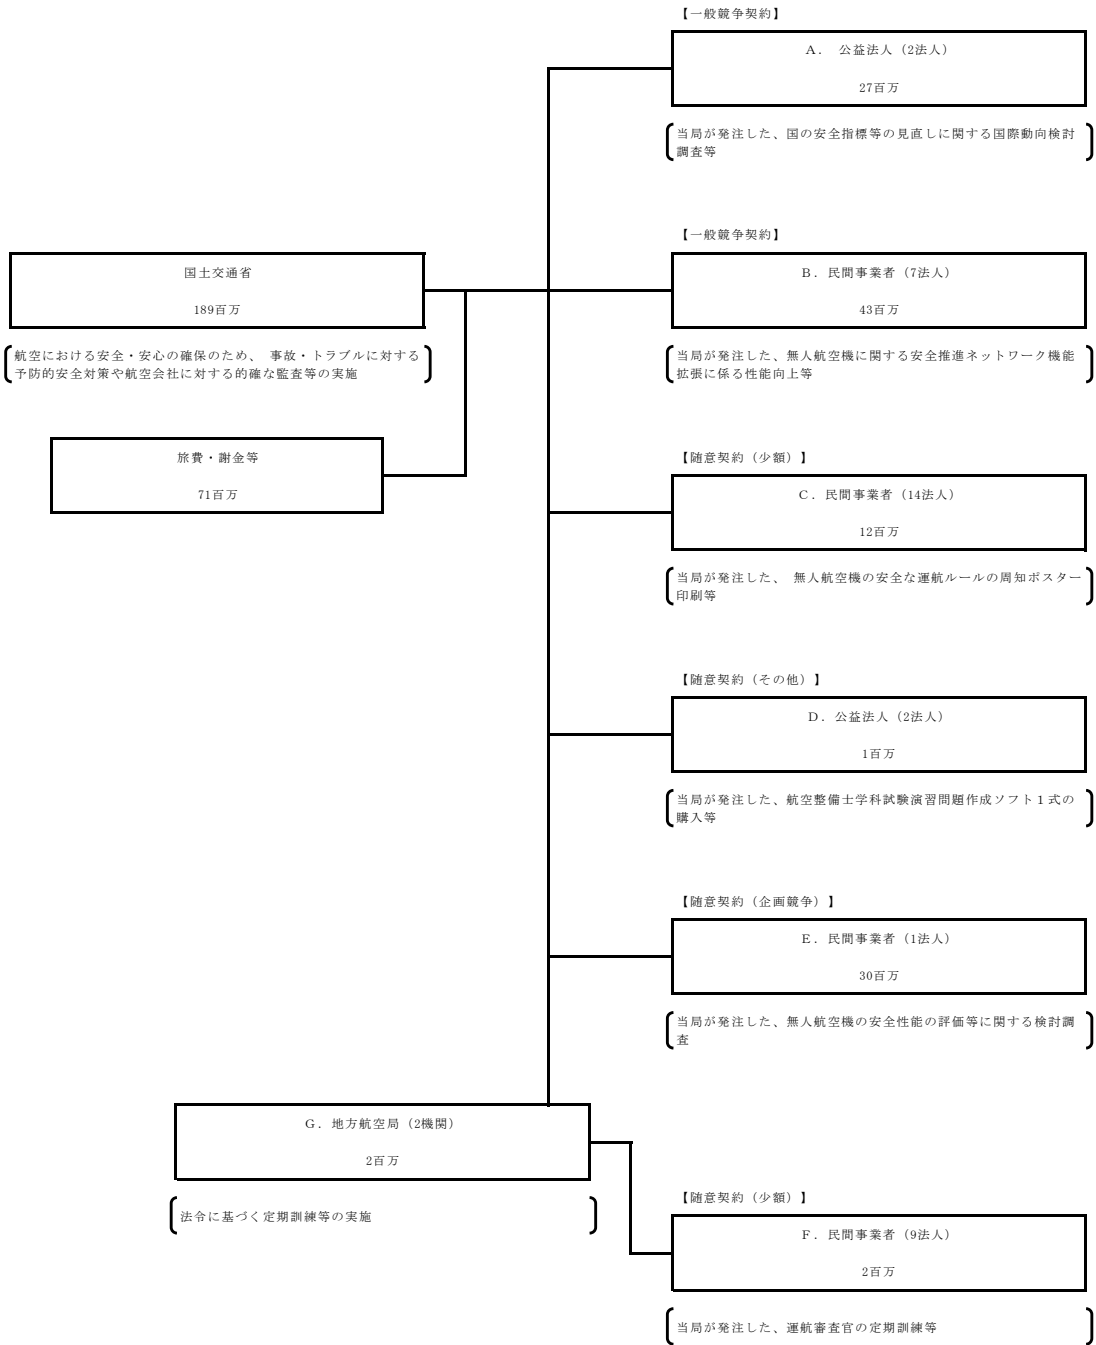 【一般競争契約】
A． 公益法人（2法人）
27百万
当局が発注した、国の安全指標等の見直しに関する国際動向検討
調査等
【一般競争契約】
国土交通省
189百万
航空における安全・安心の確保のため、 事故・トラブルに対する
予防的安全対策や航空会社に対する的確な監査等の実施
B．民間事業者（7法人）
43百万
当局が発注した、無人航空機に関する安全推進ネットワーク機能
拡張に係る性能向上等
旅費・謝金等
71百万
【随意契約（少額）】
C．民間事業者（14法人）
12百万
当局が発注した、 無人航空機の安全な運航ルールの周知ポスター
印刷等
【随意契約（その他）】
D．公益法人（2法人）
1百万
当局が発注した、航空整備士学科試験演習問題作成ソフト１式の
購入等
【随意契約（企画競争）】
E．民間事業者（1法人）
30百万
当局が発注した、無人航空機の安全性能の評価等に関する検討調
査
G．地方航空局（2機関）
2百万
法令に基づく定期訓練等の実施
【随意契約（少額）】
F．民間事業者（9法人）
2百万
当局が発注した、運航審査官の定期訓練等